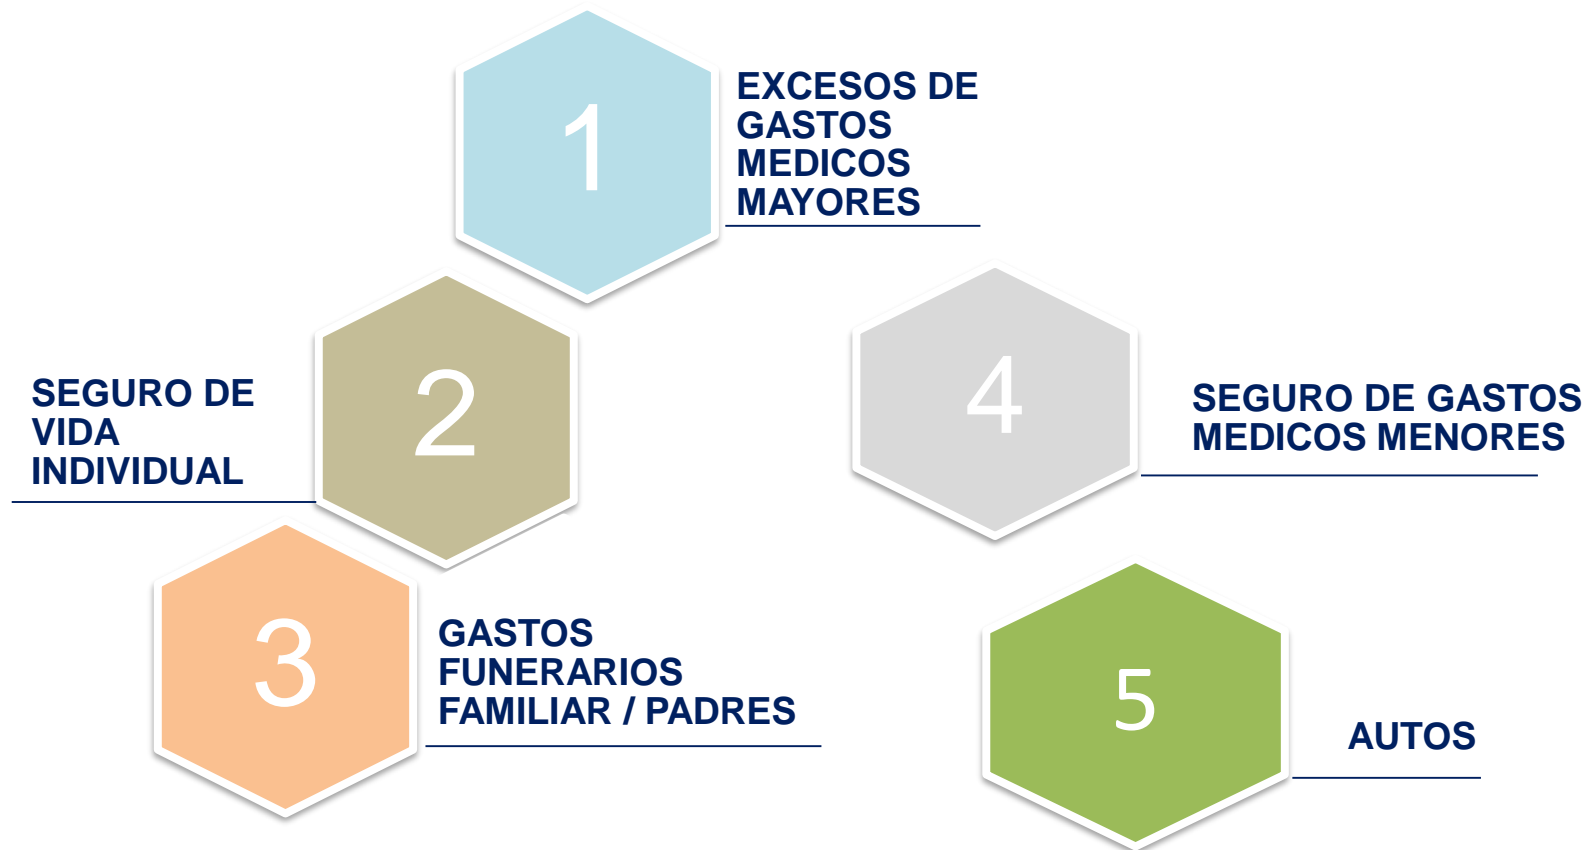 1
EXCESOS DE
GASTOS
MEDICOS
MAYORES
2
SEGURO DE
VIDA
INDIVIDUAL
3
GASTOS
FUNERARIOS
FAMILIAR / PADRES
4
SEGURO DE GASTOS
MEDICOS MENORES
5
AUTOS